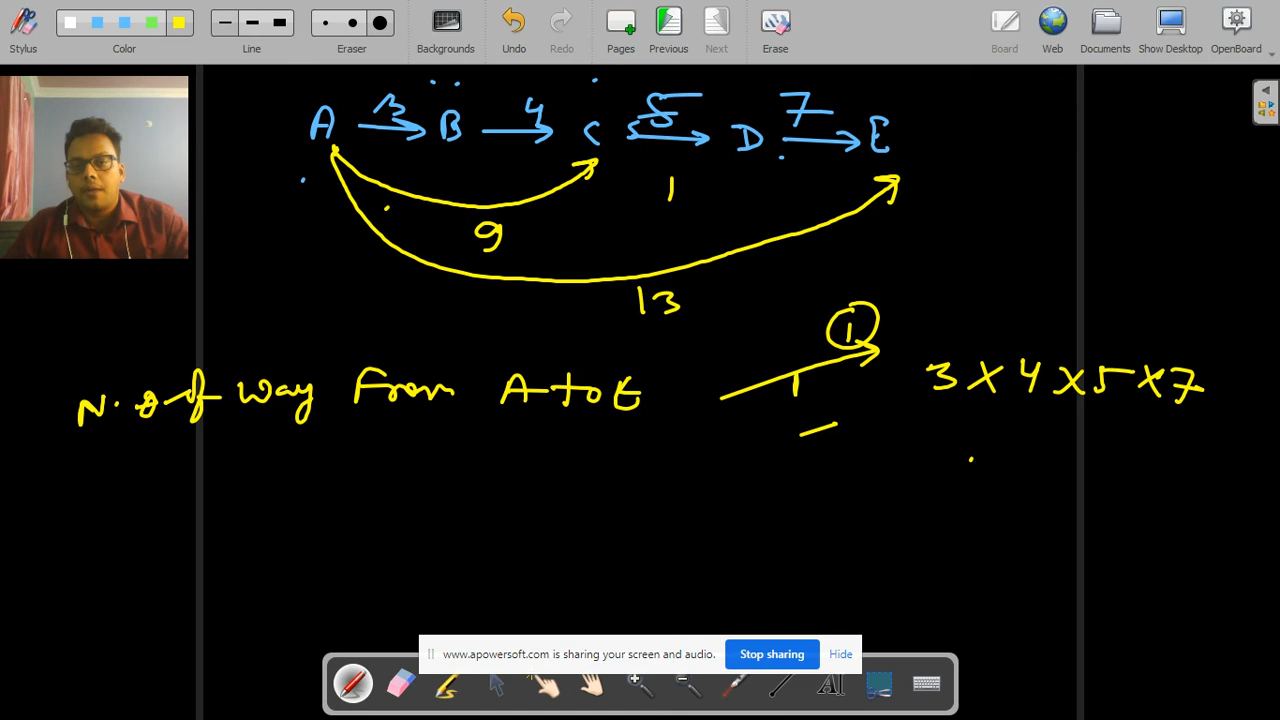 Stylus Color Line Eraser Backgrounds Undo Redo Pages Previous Next Erase Board Web Documents Show Desktop OpenBoard
A 3 B 4 C 5 D 7 E
9
1
13
1
N. of Way From A to E 1 3 X 4 X 5 X 7
www.apowersoft.com is sharing your screen and audio. Stop sharing Hide